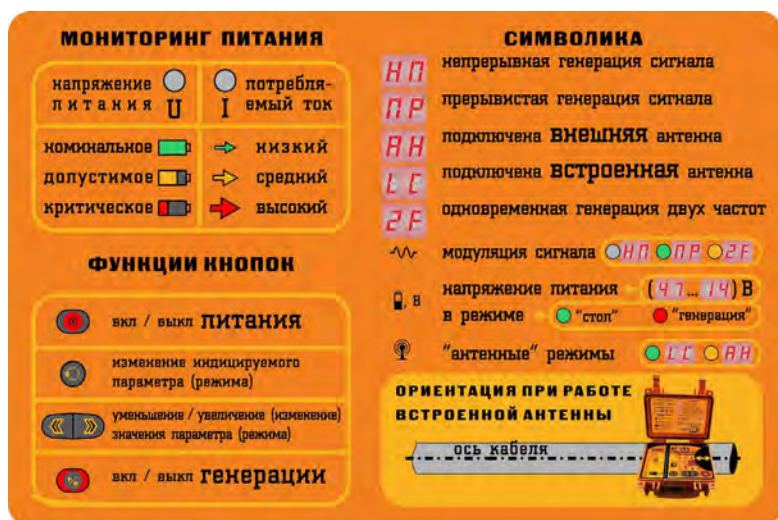 МОНИТОРИНГ ПИТАНИЯ
напряжение питания U
I потребля-емый ток
номинальное
низкий
допустимое
средний
критическое
высокий
ФУНКЦИИ КНОПОК
вкл / выкл питания
изменение индицируемого
параметра (режима)
уменьшение / увеличение (изменение)
значения параметра (режима)
вкл / выкл генерации
СИМВОЛИКА
НП непрерывная генерация сигнала
ПР прерывистая генерация сигнала
АН подключена внешняя антенна
LC подключена встроенная антенна
2F одновременная генерация двух частот
модуляция сигнала НП ПР 2F
, В напряжение питания (47... 14) В
в режиме "стоп" "генерация"
"антенные" режимы LC АН
ОРИЕНТАЦИЯ ПРИ РАБОТЕ
ВСТРОЕННОЙ АНТЕННЫ
ось кабеля